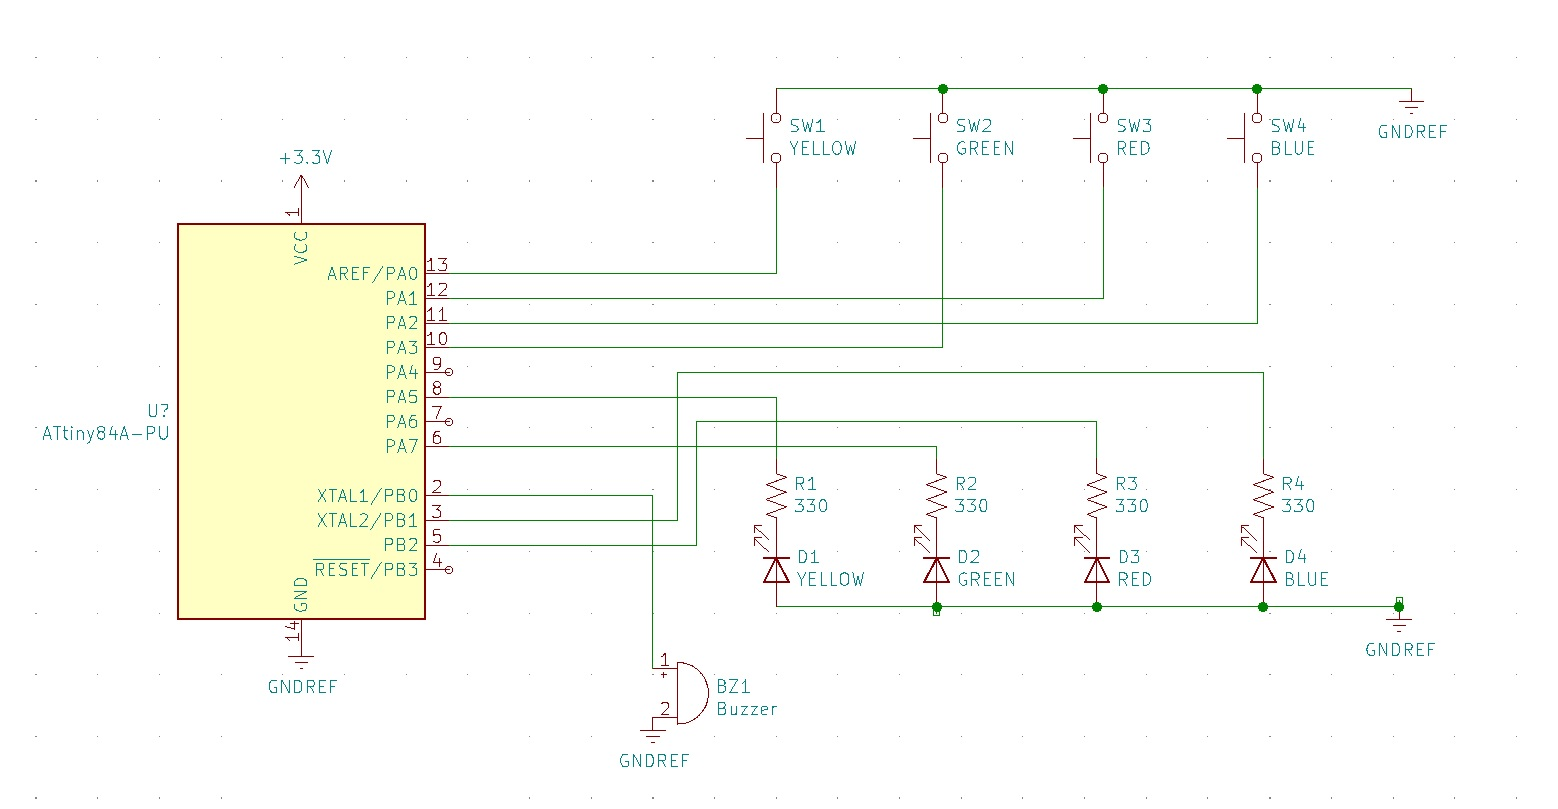 SW1
YELLOW
SW2
GREEN
SW3
RED
SW4
BLUE
GNDREF
+3.3V
1
VCC
AREF/PA0 13
PA1 12
PA2 11
PA3 10
PA4 9
PA5 8
PA6 7
PA7 6
U?
ATtiny84A-PU
XTAL1/PB0 2
XTAL2/PB1 3
PB2 5
RESET/PB3 4
GND
14
GNDREF
R1
330
R2
330
R3
330
R4
330
D1
YELLOW
D2
GREEN
D3
RED
D4
BLUE
GNDREF
1
+
2
BZ1
Buzzer
GNDREF